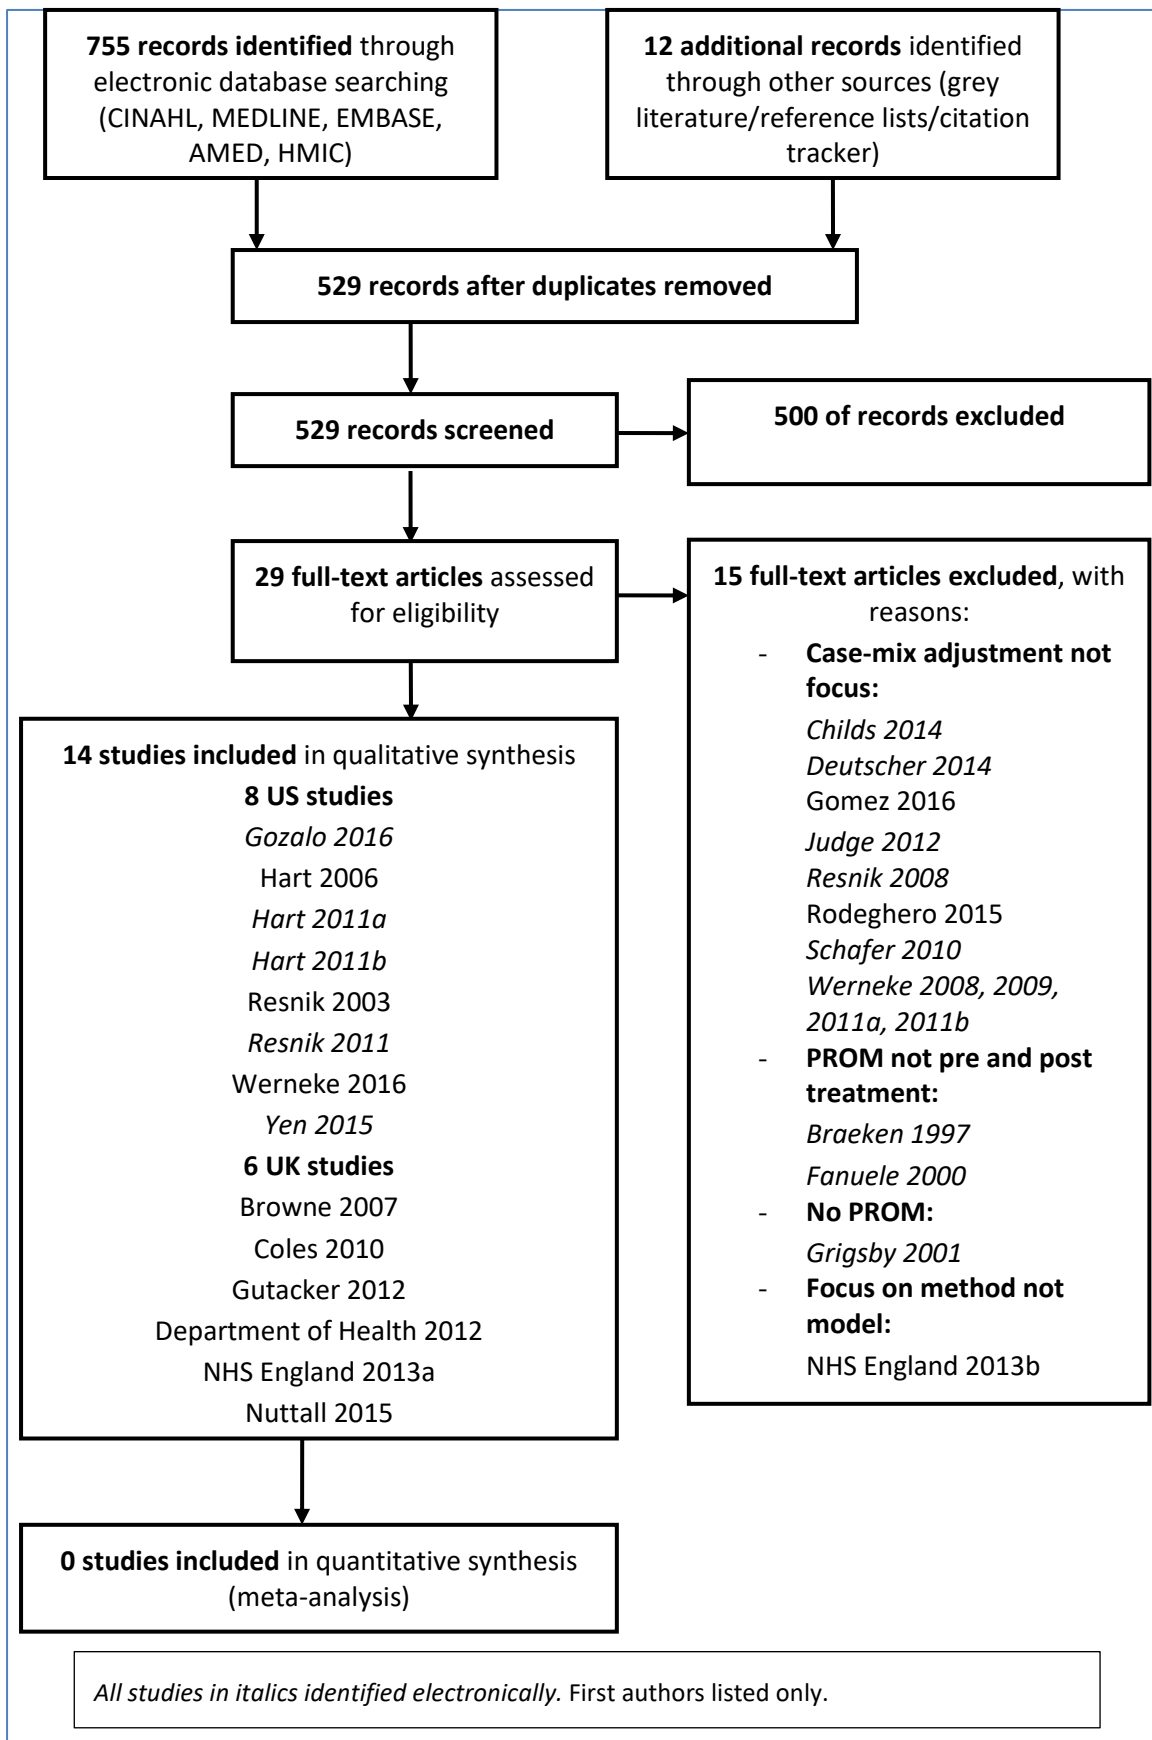 755 records identified through
electronic database searching
(CINAHL, MEDLINE, EMBASE,
AMED, HMIC)
12 additional records identified
through other sources (grey
literature/reference lists/citation
tracker)
529 records after duplicates removed
529 records screened
500 of records excluded
29 full-text articles assessed
for eligibility
15 full-text articles excluded, with
reasons:
- Case-mix adjustment not
focus:
Childs 2014
Deutscher 2014
Gomez 2016
Judge 2012
Resnik 2008
Rodeghero 2015
Schafer 2010
Werneke 2008, 2009,
2011a, 2011b
- PROM not pre and post
treatment:
Braeken 1997
Fanuele 2000
- No PROM:
Grigsby 2001
- Focus on method not
model:
NHS England 2013b
14 studies included in qualitative synthesis
8 US studies
Gozalo 2016
Hart 2006
Hart 2011a
Hart 2011b
Resnik 2003
Resnik 2011
Werneke 2016
Yen 2015
6 UK studies
Browne 2007
Coles 2010
Gutacker 2012
Department of Health 2012
NHS England 2013a
Nuttall 2015
0 studies included in quantitative synthesis
(meta-analysis)
All studies in italics identified electronically. First authors listed only.